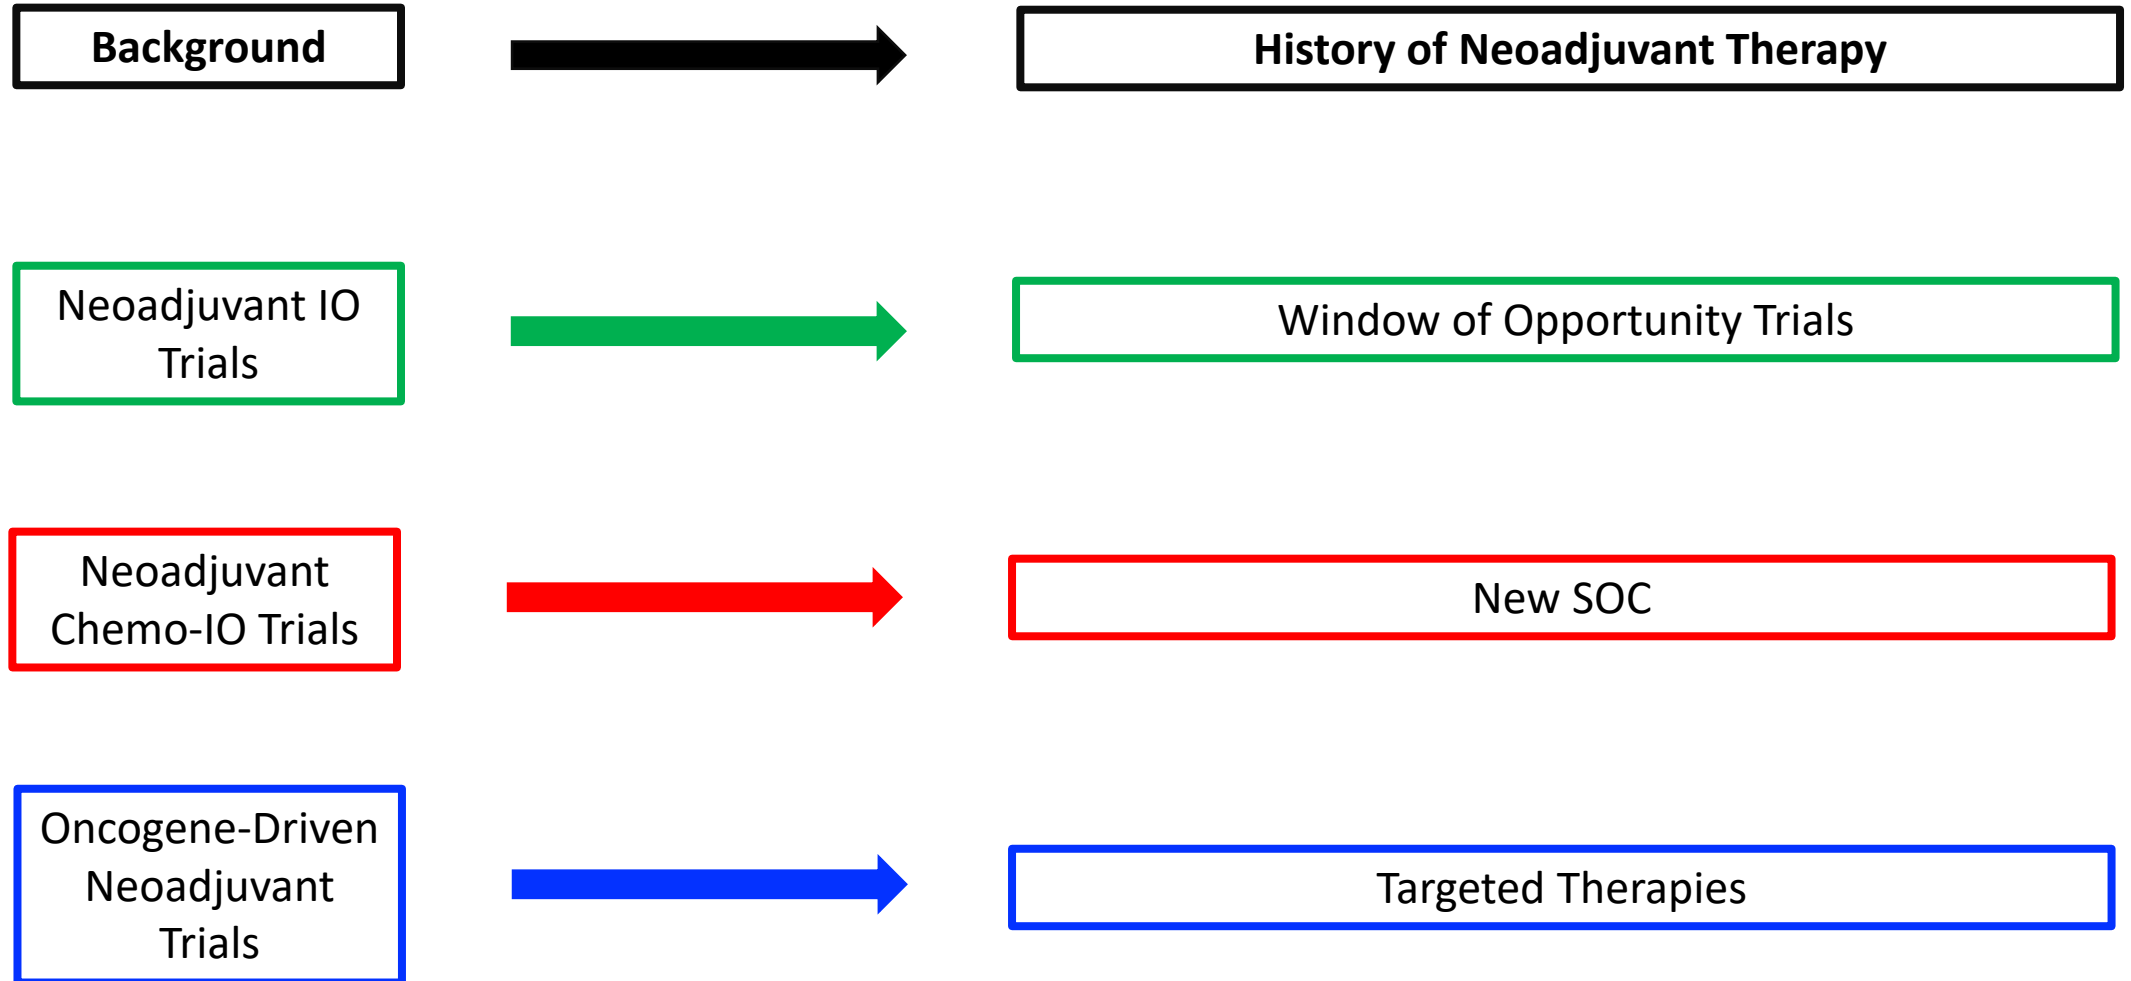 Background
History of Neoadjuvant Therapy
Neoadjuvant IO
Trials
Window of Opportunity Trials
Neoadjuvant
Chemo-IO Trials
New SOC
Oncogene-Driven
Neoadjuvant
Trials
Targeted Therapies